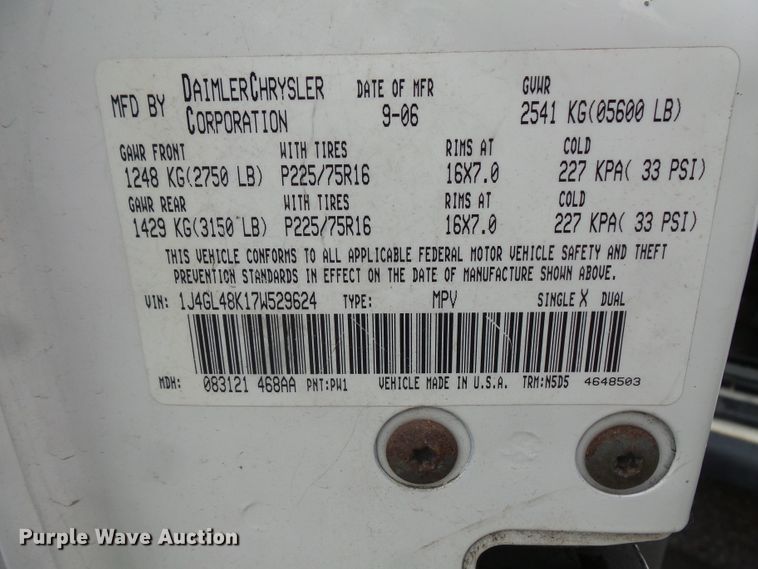 MFD BY DAIMLERCHRYSLER CORPORATION DATE OF MFR 9-06 GVWR 2541 KG(05600 LB)
GAWR FRONT WITH TIRES RIMS AT COLD
1248 KG(2750 LB) P225/75R16 16X7.0 227 KPA( 33 PSI)
GAWR REAR WITH TIRES RIMS AT COLD
1429 KG(3150 LB) P225/75R16 16X7.0 227 KPA( 33 PSI)
THIS VEHICLE CONFORMS TO ALL APPLICABLE FEDERAL MOTOR VEHICLE SAFETY AND THEFT
PREVENTION STANDARDS IN EFFECT ON THE DATE OF MANUFACTURE SHOWN ABOVE.
VIN: 1J4GL48K17W529624 TYPE: MPV SINGLE X DUAL
MDH: 083121 468AA PNT:PW1 VEHICLE MADE IN U.S.A. TRM:N5D5 4648503
Purple Wave Auction